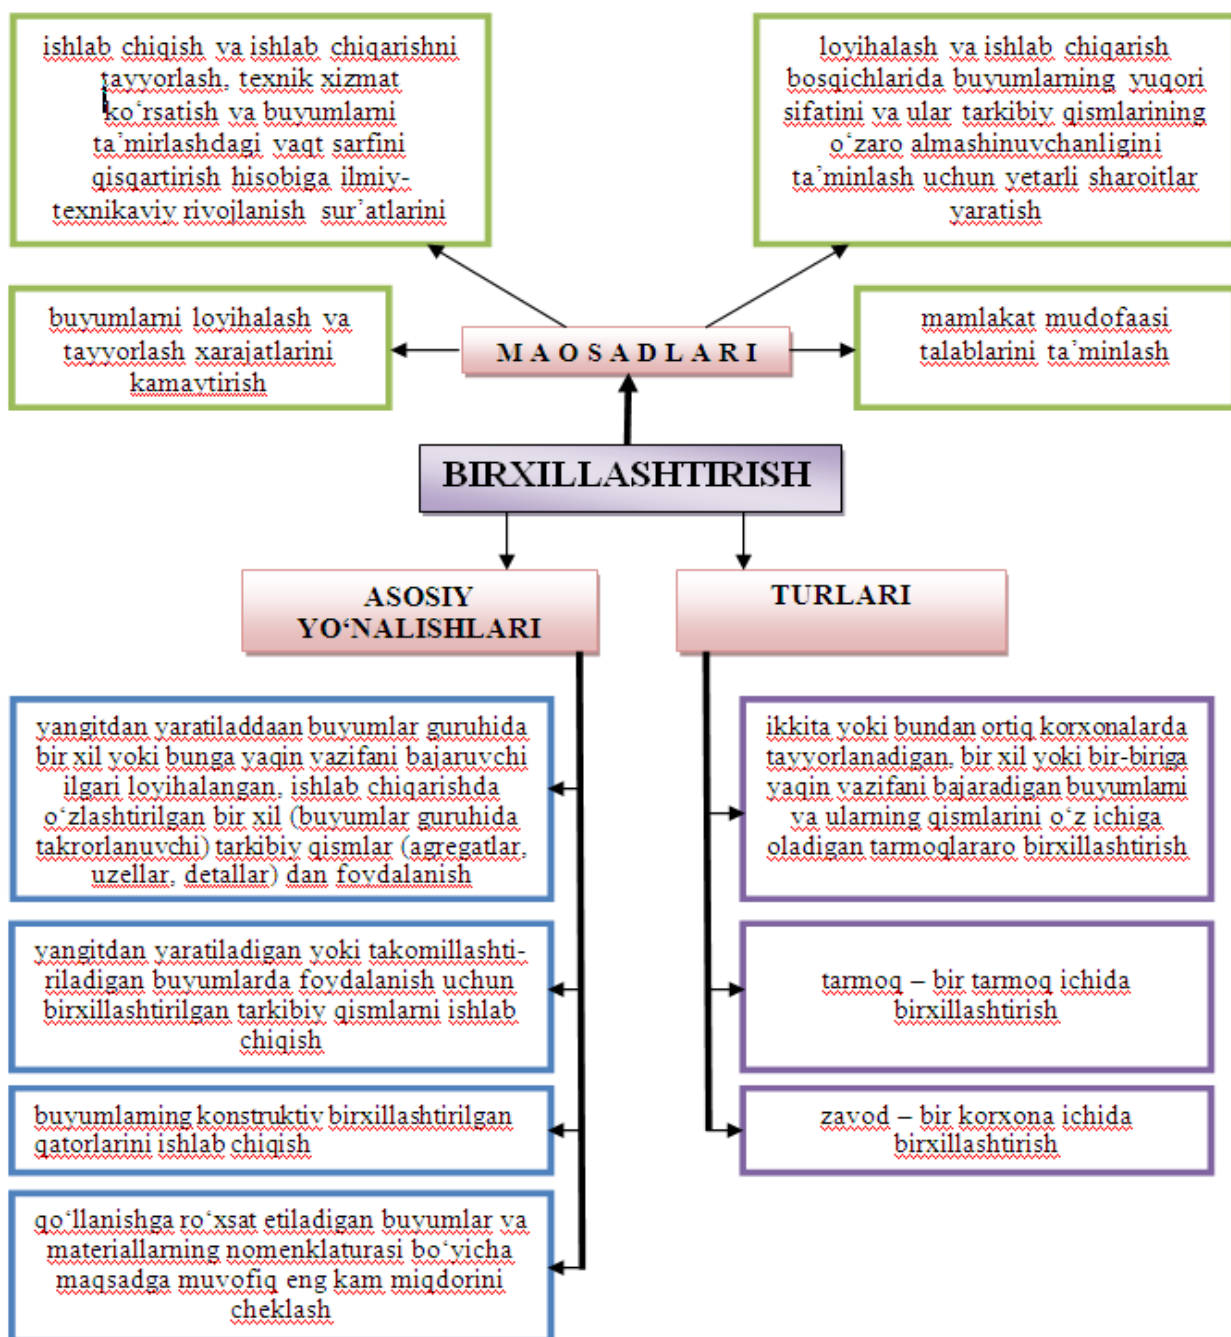 ishlab chiqish va ishlab chiqarishni
tayyorlash, texnik xizmat
ko‘rsatish va buyumlarni
ta’mirlashdagi vaqt sarfini
qisqartirish hisobiga ilmiy-
texnikaviy rivojlanish sur’atlarini
loyihalash va ishlab chiqarish
bosqichlarida buyumlarning yuqori
sifatini va ular tarkibiy qismlarining
o‘zaro almashinuvchanligini
ta’minlash uchun yetarli sharoitlar
yaratish
buyumlarni loyihalash va
tayyorlash xarajatlarini
kamaytirish
MAOSADLARI
mamlakat mudofaasi
talablarini ta’minlash
BIRXILLASHTIRISH
ASOSIY
YO‘NALISHLARI
TURLARI
yangitdan yaratiladdaan buyumlar guruhida
bir xil yoki bunga yaqin vazifani bajaruvchi
ilgari loyihalangan, ishlab chiqarishda
o‘zlashtirilgan bir xil (buyumlar guruhida
takrorlanuvchi) tarkibiy qismlar (agregatlar,
uzellar, detallar) dan foydalanish
yangitdan yaratiladigan yoki takomillashti-
riladigan buyumlarda foydalanish uchun
birxillashtirilgan tarkibiy qismlarni ishlab
chiqish
buyumlarning konstruktiv birxillashtirilgan
qatorlarini ishlab chiqish
qo‘llanishga ro‘xsat etiladigan buyumlar va
materiallarning nomenklaturasi bo‘yicha
maqsadga muvofiq eng kam miqdorini
cheklash
ikkita yoki bundan ortiq korxonalarda
tayyorlanadigan, bir xil yoki bir-biriga
yaqin vazifani bajaradigan buyumlarni
va ularning qismlarini o‘z ichiga
oladigan tarmoqlararo birxillashtirish
tarmoq – bir tarmoq ichida
birxillashtirish
zavod – bir korxona ichida
birxillashtirish